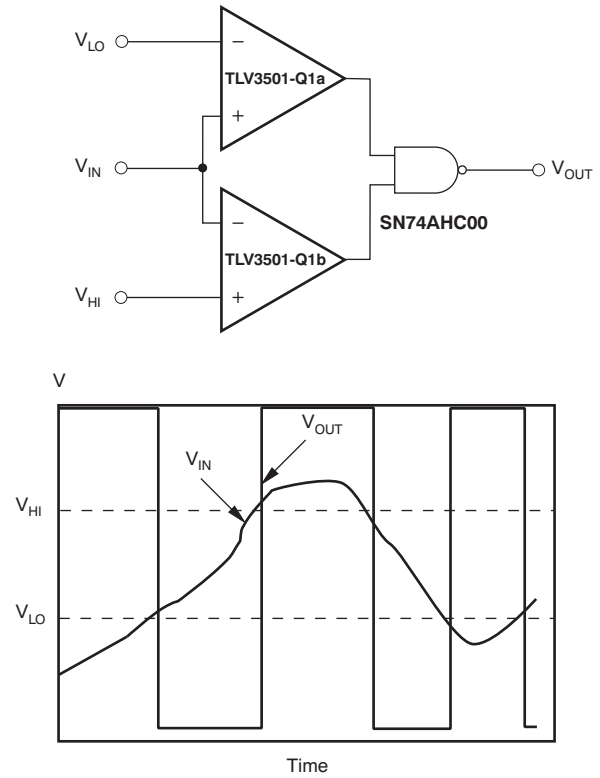 V_LO
−
TLV3501-Q1a
+
V_IN
V_OUT
−
SN74AHC00
TLV3501-Q1b
V_HI
+
V
V_OUT
V_IN
V_HI
V_LO
Time